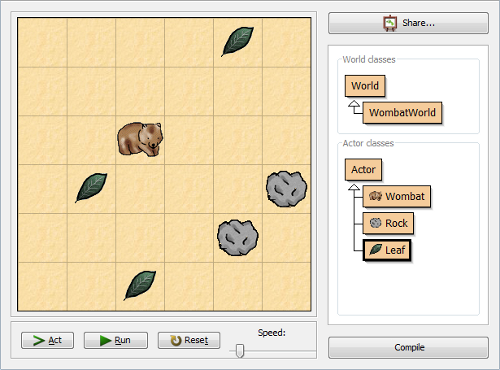 Share...
World classes
World
WombatWorld
Actor classes
Actor
Wombat
Rock
Leaf
Act
Run
Reset
Speed:
Compile